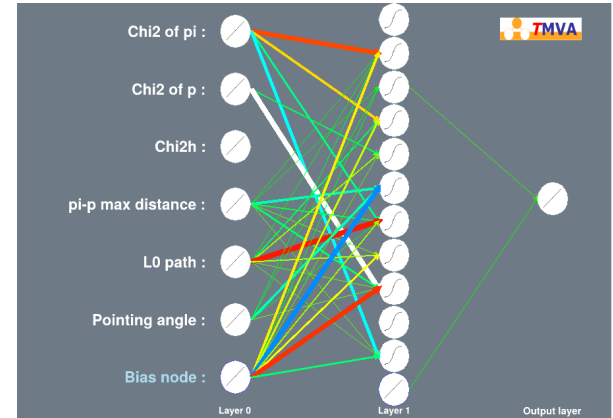 Chi2 of pi :
TMVA
Chi2 of p :
Chi2h :
pi-p max distance :
L0 path :
Pointing angle :
Bias node :
Layer 0
Layer 1
Output layer